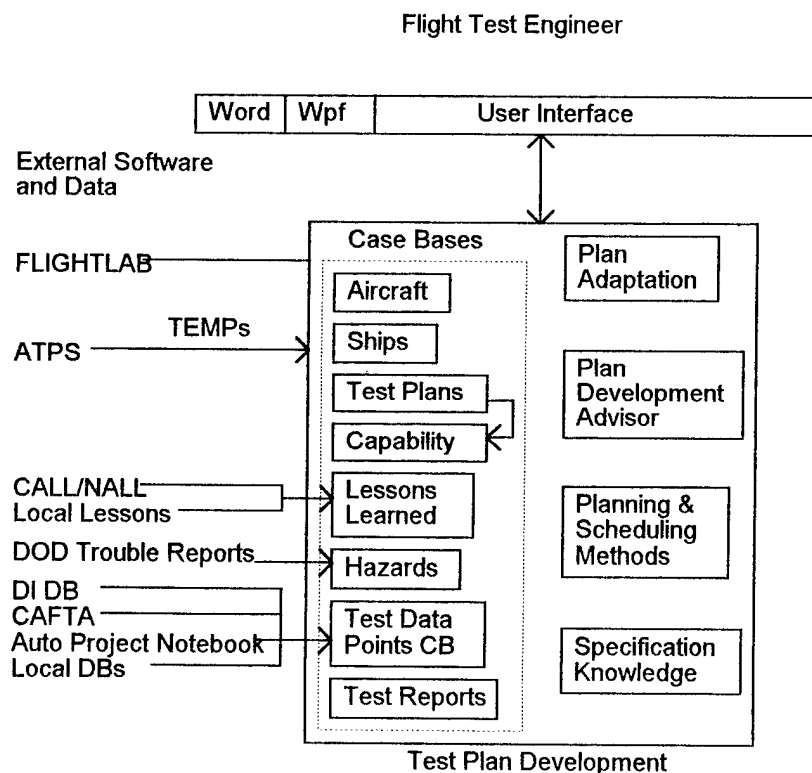 Flight Test Engineer
Word Wpf User Interface
External Software
and Data
Case Bases
FLIGHTLAB
Aircraft
TEMPs
ATPS
Ships
Test Plans
Capability
CALL/NALL
Local Lessons
Lessons
Learned
DOD Trouble Reports
Hazards
DI DB
CAFTA
Auto Project Notebook
Local DBs
Test Data
Points CB
Test Reports
Plan
Adaptation
Plan
Development
Advisor
Planning &
Scheduling
Methods
Specification
Knowledge
Test Plan Development